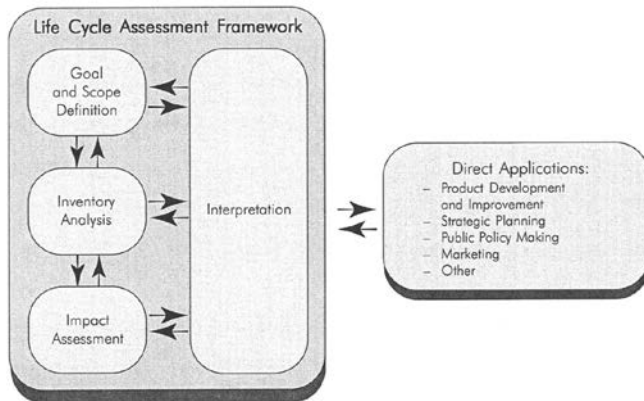 Life Cycle Assessment Framework
Goal
and Scope
Definition
Inventory
Analysis
Impact
Assessment
Interpretation
Direct Applications:
– Product Development
and Improvement
– Strategic Planning
– Public Policy Making
– Marketing
– Other